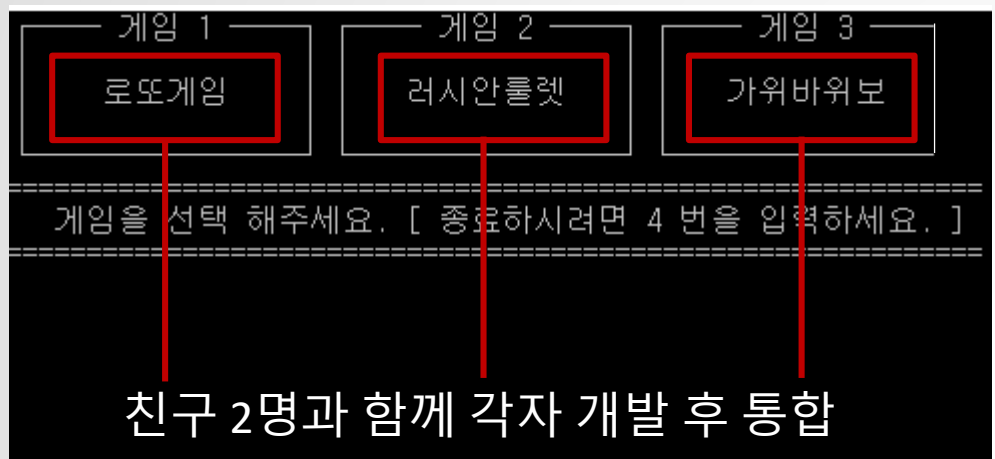 게임 1 게임 2 게임 3
로또게임 러시안룰렛 가위바위보
게임을 선택 해주세요. [ 종료하시려면 4 번을 입력하세요. ]
친구 2명과 함께 각자 개발 후 통합